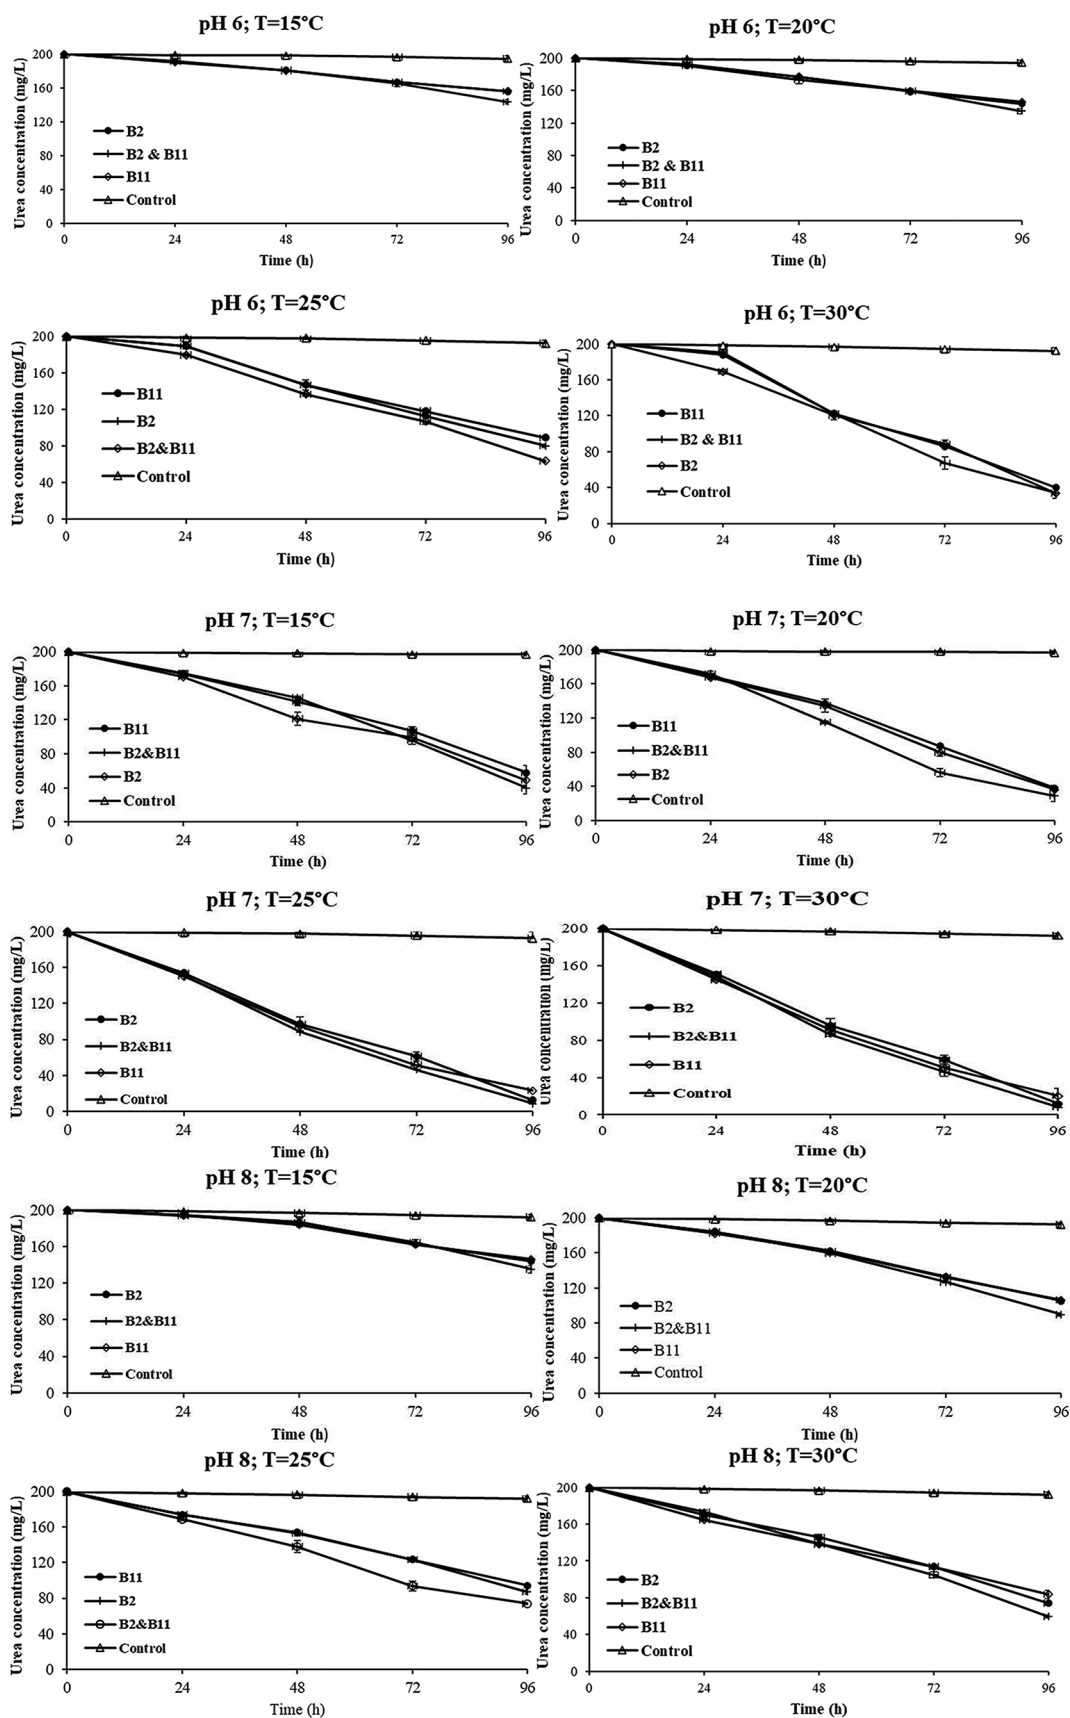 pH 6; T=15°C
Urea concentration (mg/L)
200
160
120
80
40
0
B2
B2 & B11
B11
Control
0 24 48 72 96
Time (h)
pH 6; T=20°C
Urea concentration (mg/L)
200
160
120
80
40
0
B2
B2 & B11
B11
Control
0 24 48 72 96
Time (h)
pH 6; T=25°C
Urea concentration (mg/L)
200
160
120
80
40
0
B11
B2
B2&B11
Control
0 24 48 72 96
Time (h)
pH 6; T=30°C
Urea concentration (mg/L)
200
160
120
80
40
0
B11
B2 & B11
B2
Control
0 24 48 72 96
Time (h)
pH 7; T=15°C
Urea concentration (mg/L)
200
160
120
80
40
0
B11
B2&B11
B2
Control
0 24 48 72 96
Time (h)
pH 7; T=20°C
Urea concentration (mg/L)
200
160
120
80
40
0
B11
B2&B11
B2
Control
0 24 48 72 96
Time (h)
pH 7; T=25°C
Urea concentration (mg/L)
200
160
120
80
40
0
B2
B2&B11
B11
Control
0 24 48 72 96
Time (h)
pH 7; T=30°C
Urea concentration (mg/L)
200
160
120
80
40
0
B2
B2&B11
B11
Control
0 24 48 72 96
Time (h)
pH 8; T=15°C
Urea concentration (mg/L)
200
160
120
80
40
0
B2
B2&B11
B11
Control
0 24 48 72 96
Time (h)
pH 8; T=20°C
Urea concentration (mg/L)
200
160
120
80
40
0
B2
B2&B11
B11
Control
0 24 48 72 96
Time (h)
pH 8; T=25°C
Urea concentration (mg/L)
200
160
120
80
40
0
B11
B2
B2&B11
Control
0 24 48 72 96
Time (h)
pH 8; T=30°C
Urea concentration (mg/L)
200
160
120
80
40
0
B2
B2&B11
B11
Control
0 24 48 72 96
Time (h)